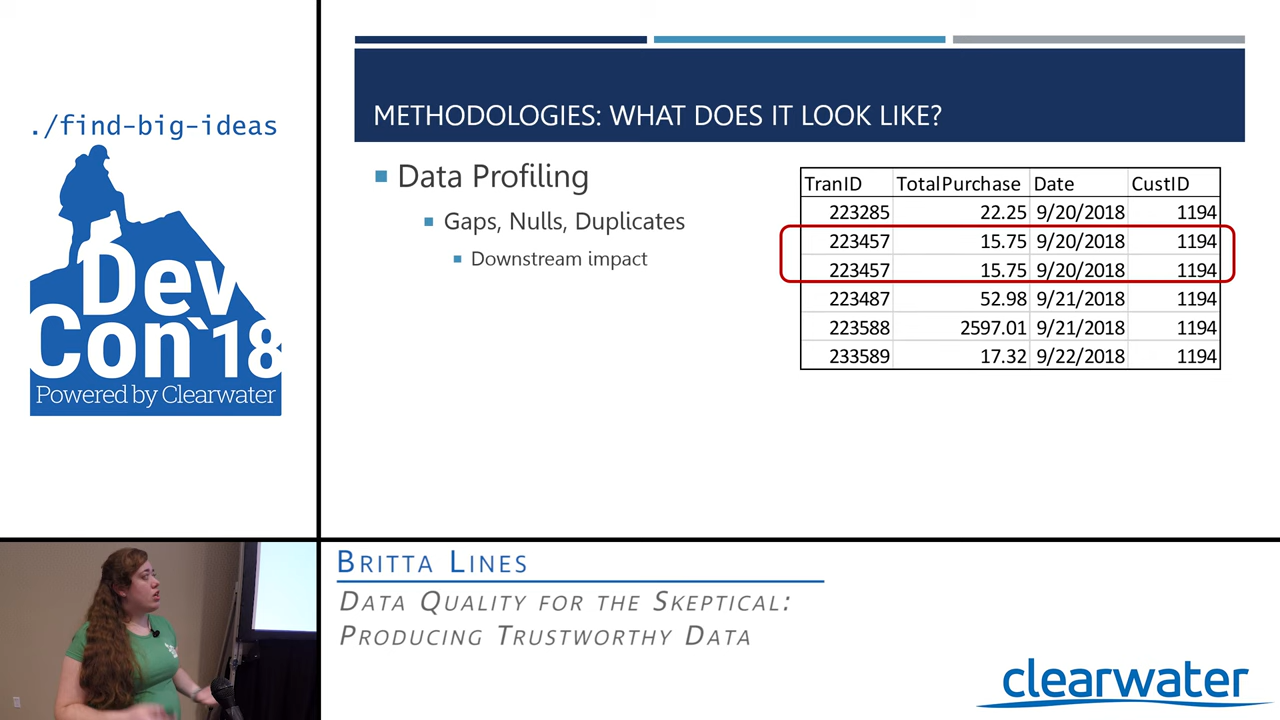 ./find-big-ideas
Dev
Con`18
Powered by Clearwater
METHODOLOGIES: WHAT DOES IT LOOK LIKE?
Data Profiling
Gaps, Nulls, Duplicates
Downstream impact
TranID TotalPurchase Date CustID
223285 22.25 9/20/2018 1194
223457 15.75 9/20/2018 1194
223457 15.75 9/20/2018 1194
223487 52.98 9/21/2018 1194
223588 2597.01 9/21/2018 1194
233589 17.32 9/22/2018 1194
BRITTA LINES
DATA QUALITY FOR THE SKEPTICAL:
PRODUCING TRUSTWORTHY DATA
clearwater